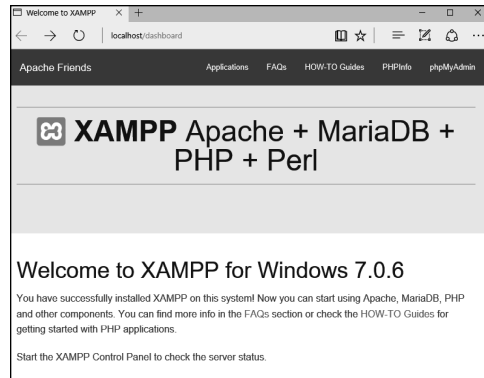 Welcome to XAMPP
localhost/dashboard
Apache Friends
Applications
FAQs
HOW-TO Guides
PHPInfo
phpMyAdmin
XAMPP Apache + MariaDB +
PHP + Perl
Welcome to XAMPP for Windows 7.0.6
You have successfully installed XAMPP on this system! Now you can start using Apache, MariaDB, PHP
and other components. You can find more info in the FAQs section or check the HOW-TO Guides for
getting started with PHP applications.
Start the XAMPP Control Panel to check the server status.